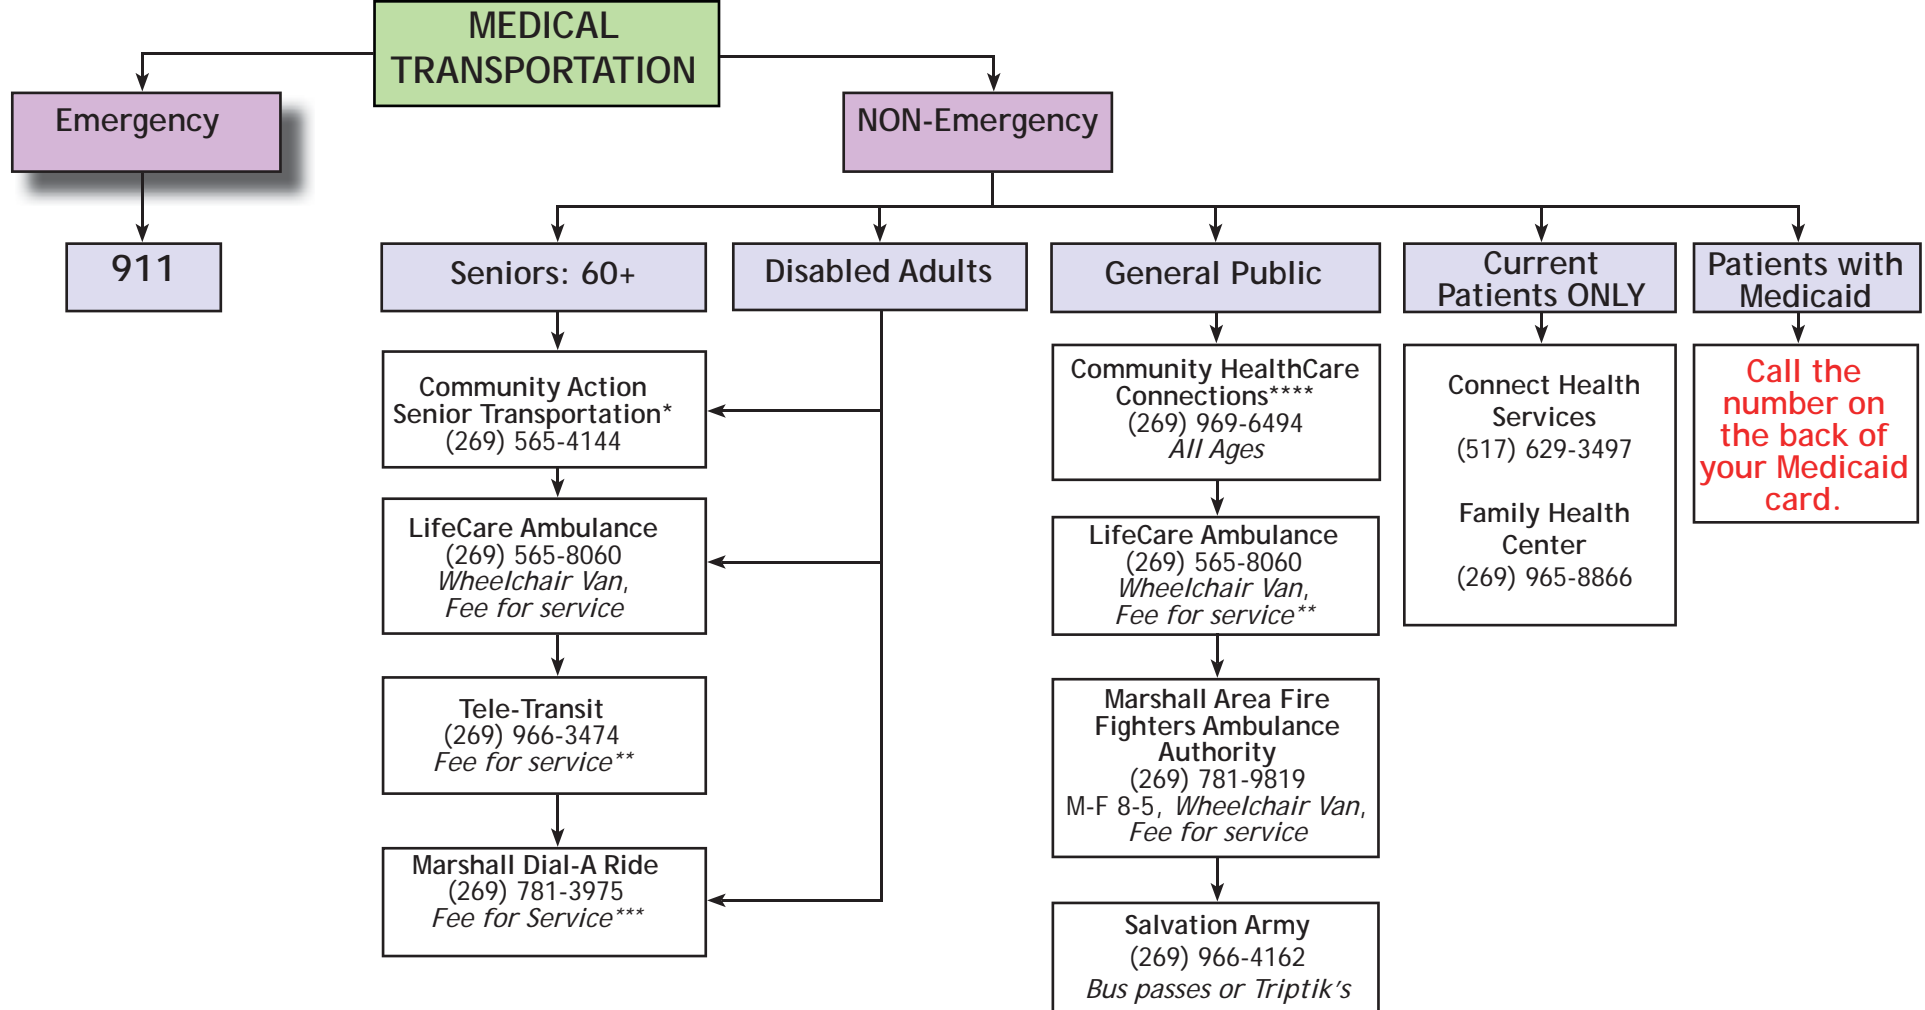 MEDICAL
TRANSPORTATION
Emergency
NON-Emergency
911
Seniors: 60+
Disabled Adults
General Public
Current
Patients ONLY
Patients with
Medicaid
Community Action
Senior Transportation*
(269) 565-4144
LifeCare Ambulance
(269) 565-8060
Wheelchair Van,
Fee for service
Tele-Transit
(269) 966-3474
Fee for service**
Marshall Dial-A Ride
(269) 781-3975
Fee for Service***
Community HealthCare
Connections****
(269) 969-6494
All Ages
LifeCare Ambulance
(269) 565-8060
Wheelchair Van,
Fee for service**
Marshall Area Fire
Fighters Ambulance
Authority
(269) 781-9819
M-F 8-5, Wheelchair Van,
Fee for service
Salvation Army
(269) 966-4162
Bus passes or Triptik's
Connect Health
Services
(517) 629-3497
Family Health
Center
(269) 965-8866
Call the
number on
the back of
your Medicaid
card.